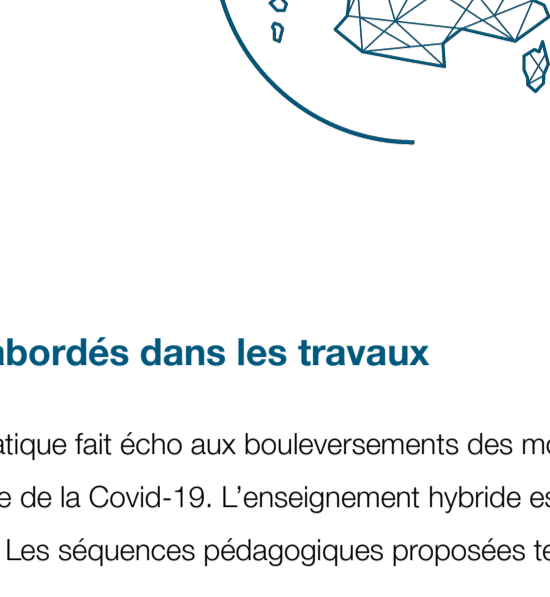 abordés dans les travaux
atique fait écho aux bouleversements des mo
e de la Covid-19. L’enseignement hybride es
Les séquences pédagogiques proposées te